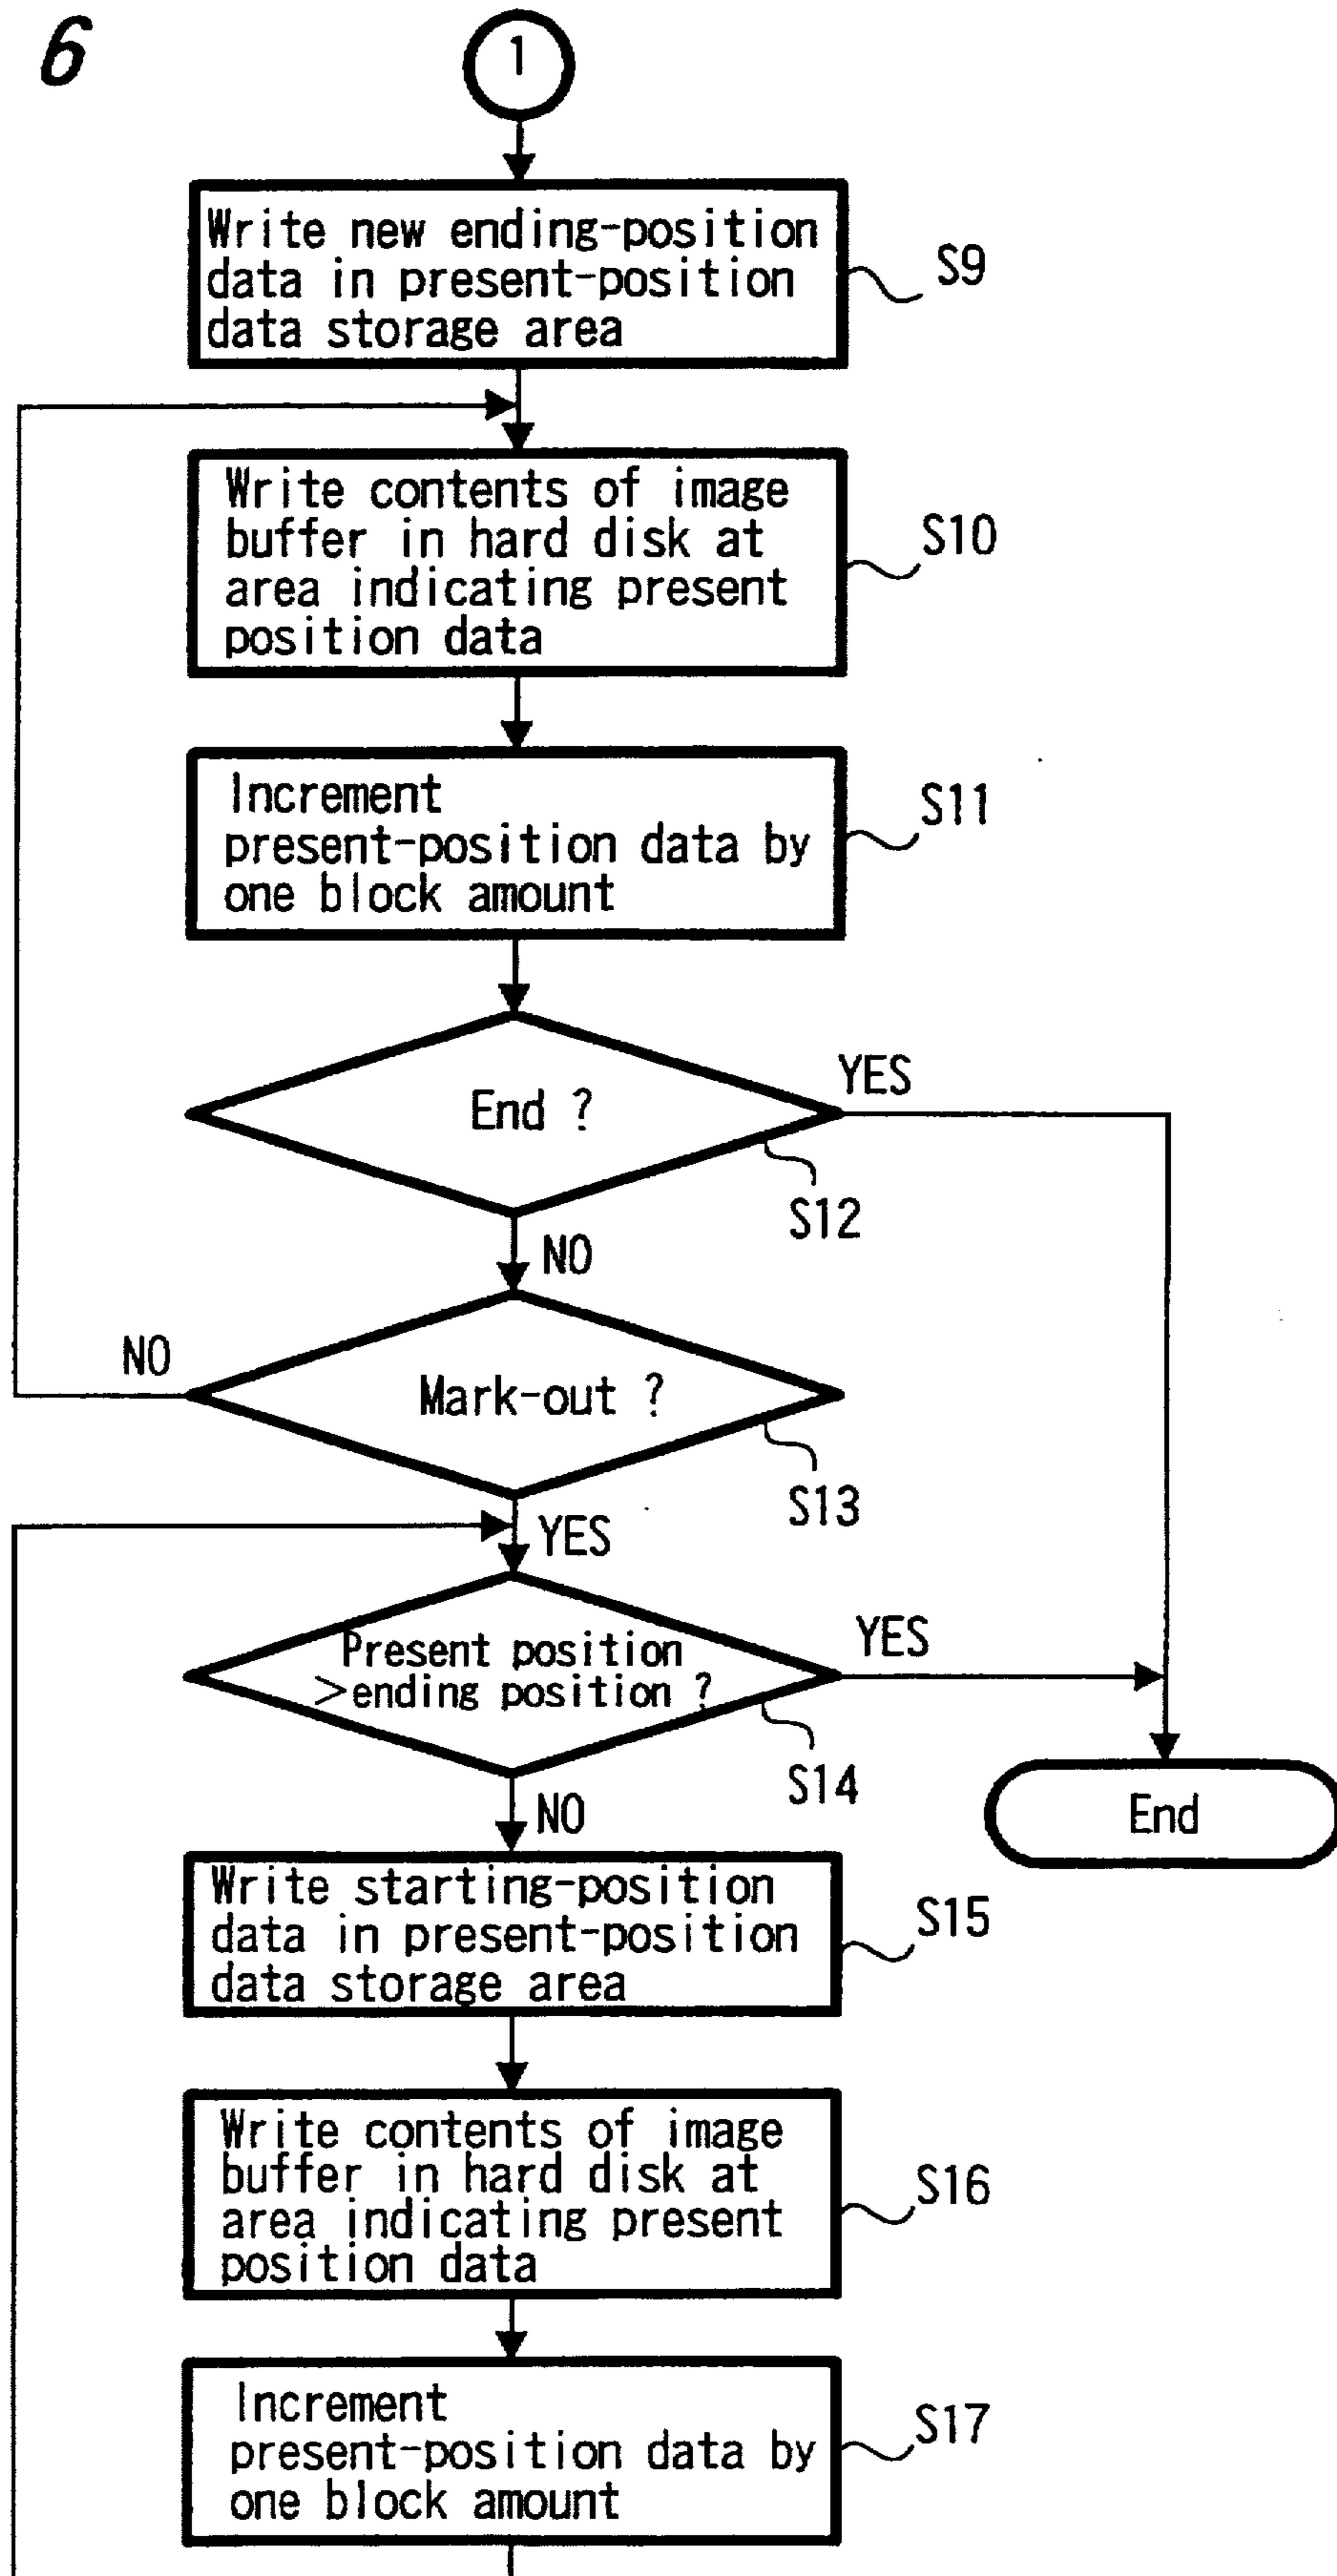 6
1
Write new ending-position
data in present-position
data storage area
S9
Write contents of image
buffer in hard disk at
area indicating present
position data
S10
Increment
present-position data by
one block amount
S11
End ?
YES
S12
NO
Mark-out ?
NO
S13
YES
Present position
>ending position ?
YES
S14
NO
End
Write starting-position
data in present-position
data storage area
S15
Write contents of image
buffer in hard disk at
area indicating present
position data
S16
Increment
present-position data by
one block amount
S17